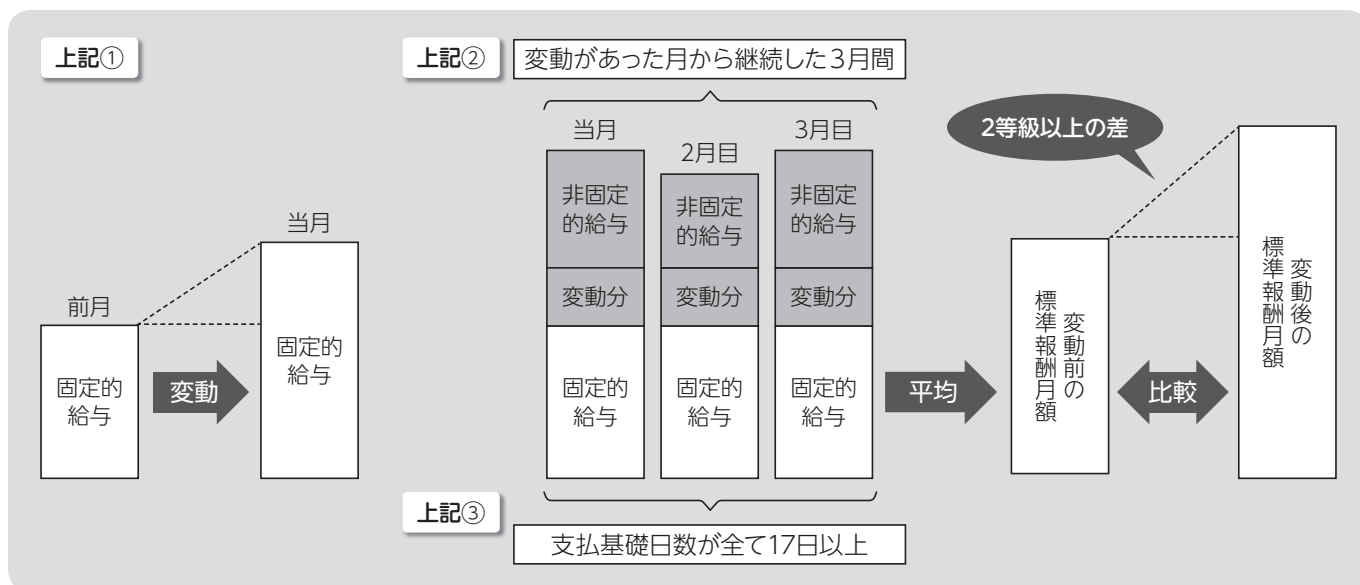 上記①
前月
固定的
給与
変動
当月
固定的
給与
上記②
変動があった月から継続した3月間
当月
非固定
的給与
変動分
固定的
給与
2月目
非固定
的給与
変動分
固定的
給与
3月目
非固定
的給与
変動分
固定的
給与
上記③
支払基礎日数が全て17日以上
平均
2等級以上の差
変動前の
標準報酬月額
比較
変動後の
標準報酬月額